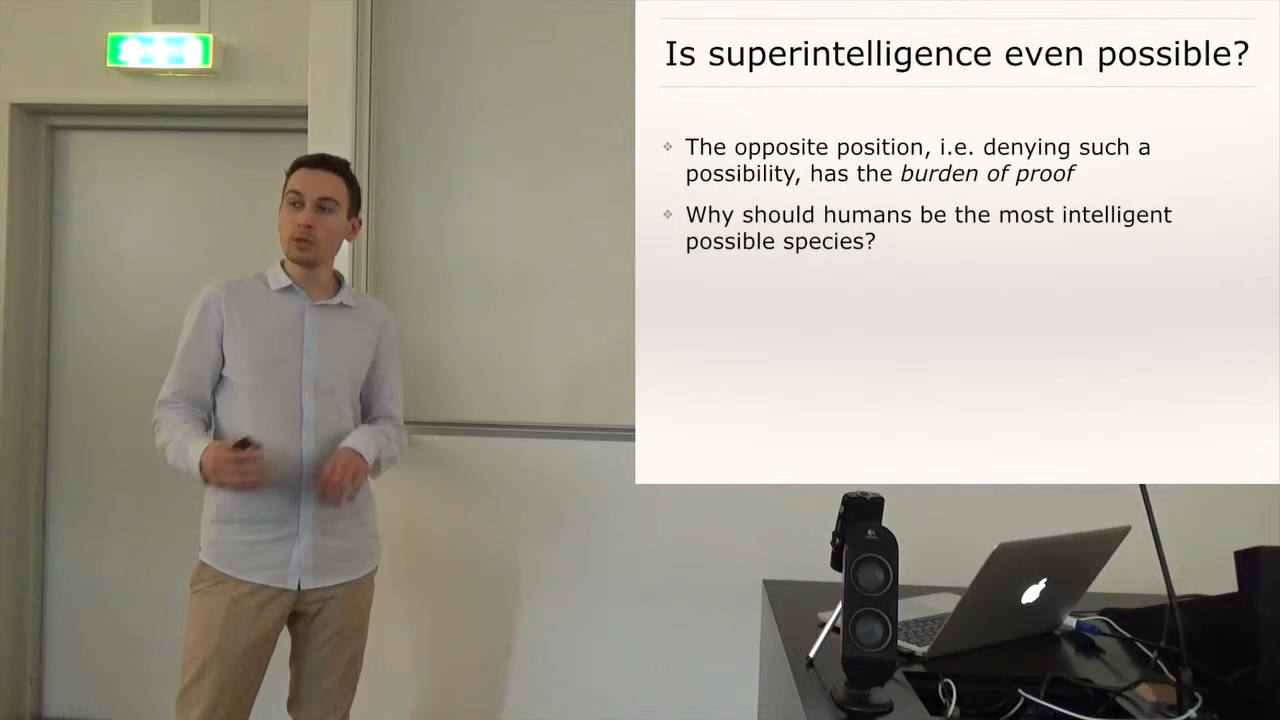 Is superintelligence even possible?
The opposite position, i.e. denying such a
possibility, has the burden of proof
Why should humans be the most intelligent
possible species?